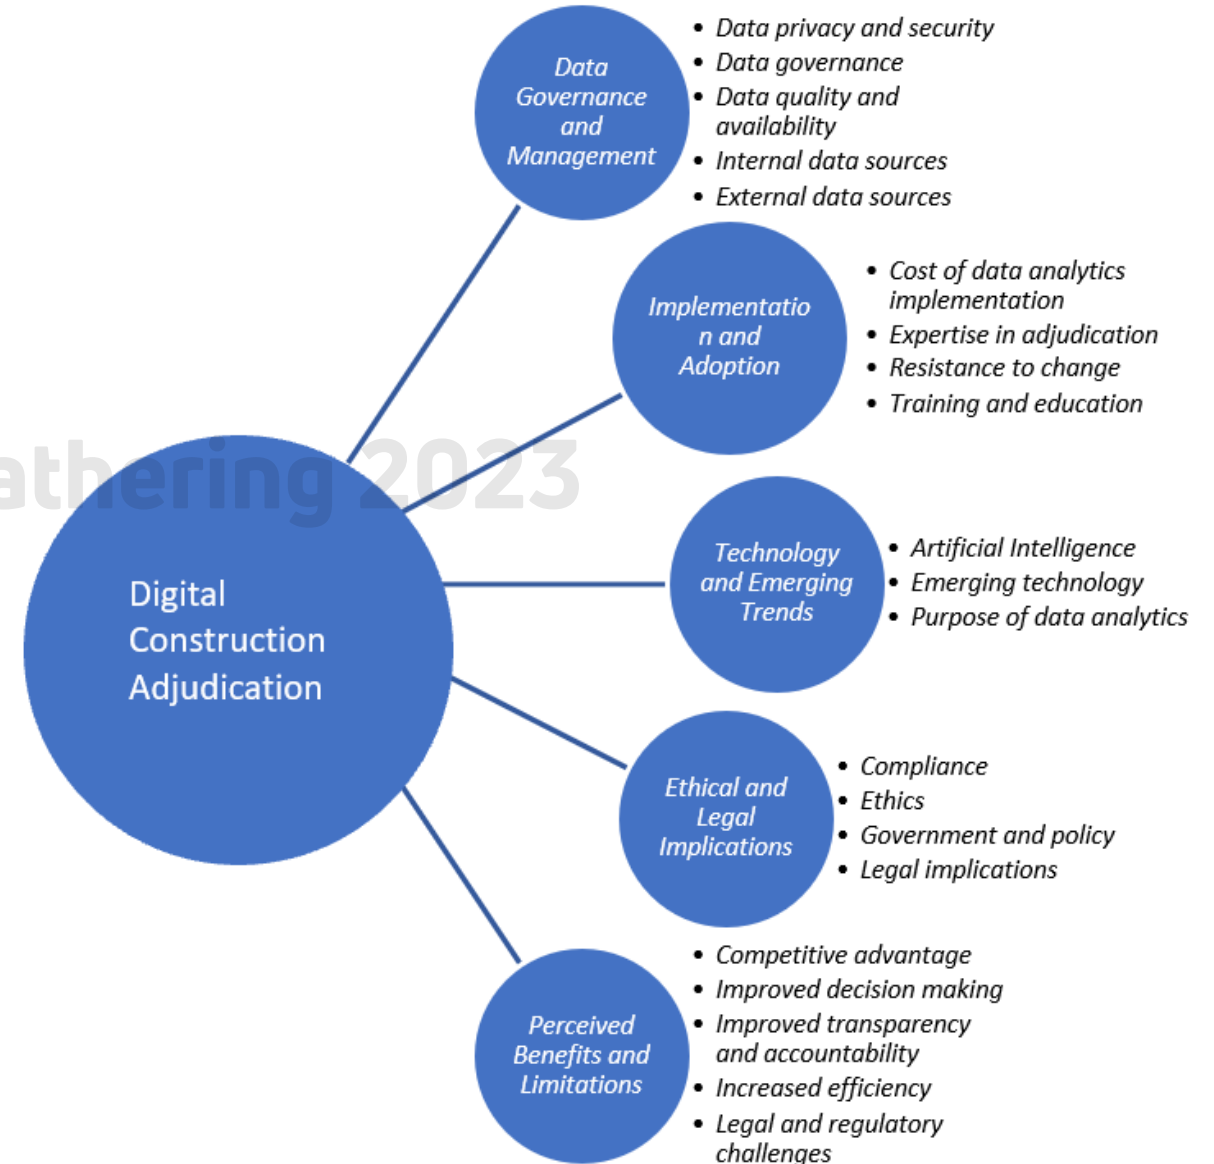 Data
Governance
and
Management
• Data privacy and security
• Data governance
• Data quality and
availability
• Internal data sources
• External data sources
Implementatio
n and
Adoption
• Cost of data analytics
implementation
• Expertise in adjudication
• Resistance to change
• Training and education
athering 2023
Digital
Construction
Adjudication
Technology
and Emerging
Trends
• Artificial Intelligence
• Emerging technology
• Purpose of data analytics
Ethical and
Legal
Implications
• Compliance
• Ethics
• Government and policy
• Legal implications
Perceived
Benefits and
Limitations
• Competitive advantage
• Improved decision making
• Improved transparency
and accountability
• Increased efficiency
• Legal and regulatory
challenges